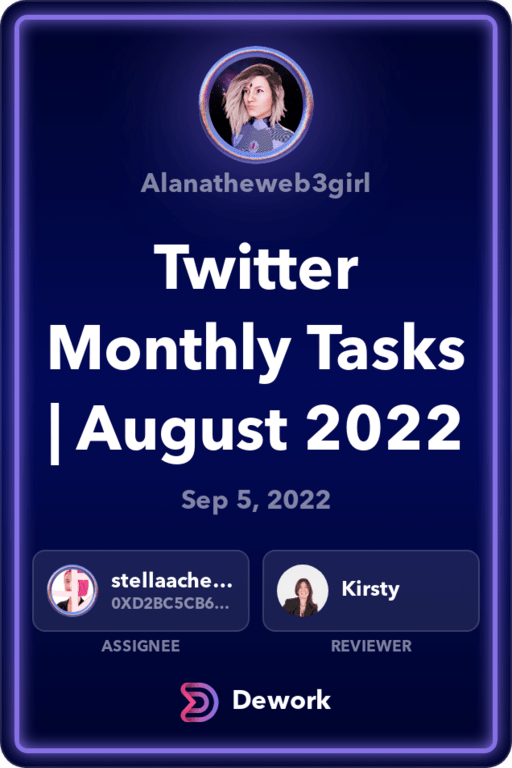 Alanatheweb3girl
Twitter
Monthly Tasks
| August 2022
Sep 5, 2022
stellaache...
0XD2BC5CB6...
Kirsty
ASSIGNEE
REVIEWER
Dework